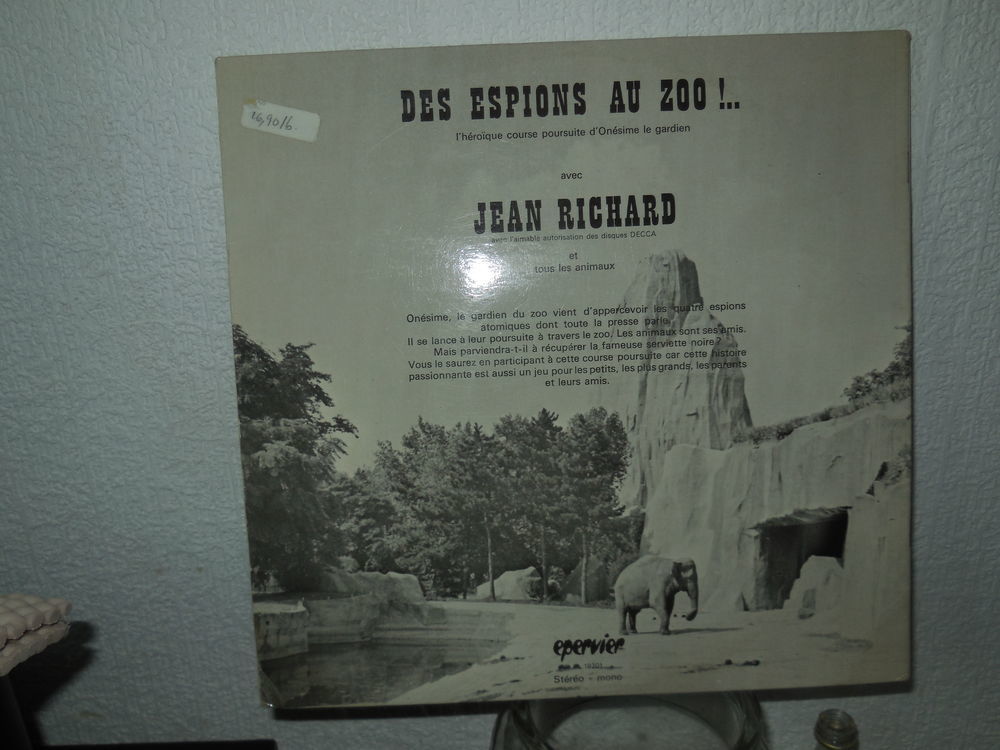 DES ESPIONS AU ZOO !..
16,90/6.
l'héroïque course poursuite d'Onésime le gardien
avec
JEAN RICHARD
avec l'aimable autorisation des disques DECCA
et
tous les animaux
Onésime, le gardien du zoo vient d'appercevoir les quatre espions
atomiques dont toute la presse parle.
Il se lance à leur poursuite à travers le zoo. Les animaux sont ses amis.
Mais parviendra-t-il à récupérer la fameuse serviette noire?
Vous le saurez en participant à cette course poursuite car cette histoire
passionnante est aussi un jeu pour les petits, les plus grands, les parents
et leurs amis.
epervier
Stéréo - mono